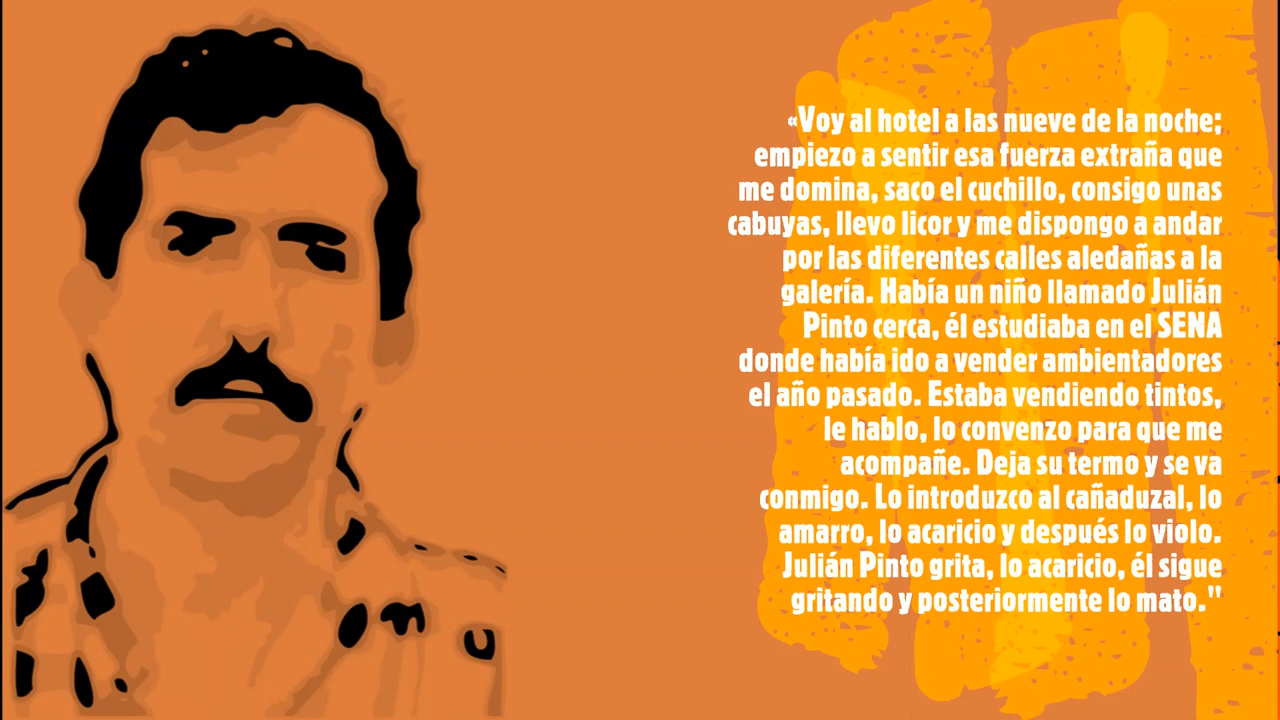 «Voy al hotel a las nueve de la noche;
empiezo a sentir esa fuerza extraña que
me domina, saco el cuchillo, consigo unas
cabuyas, llevo licor y me dispongo a andar
por las diferentes calles aledañas a la
galería. Había un niño llamado Julián
Pinto cerca, él estudiaba en el SENA
donde había ido a vender ambientadores
el año pasado. Estaba vendiendo tintos,
le hablo, lo convenzo para que me
acompañe. Deja su termo y se va
conmigo. Lo introduzco al cañaduzal, lo
amarro, lo acaricio y después lo violo.
Julián Pinto grita, lo acaricio, él sigue
gritando y posteriormente lo mato."